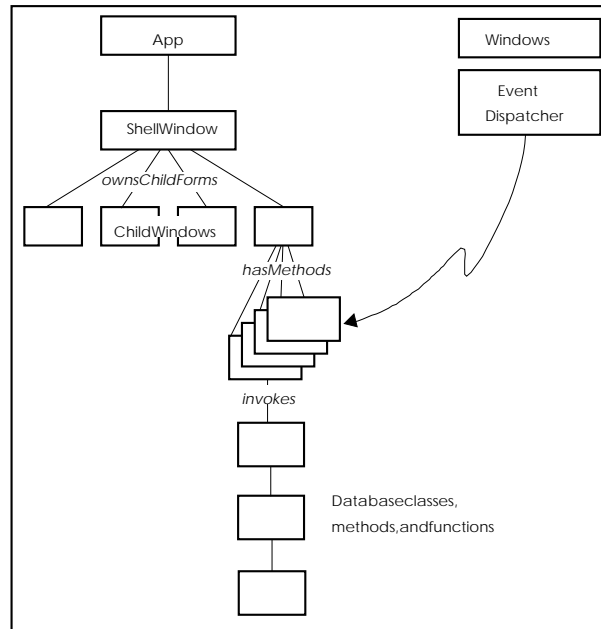 App
Windows
Event
Dispatcher
ShellWindow
ownsChildForms
ChildWindows
hasMethods
invokes
Databaseclasses,
methods,andfunctions